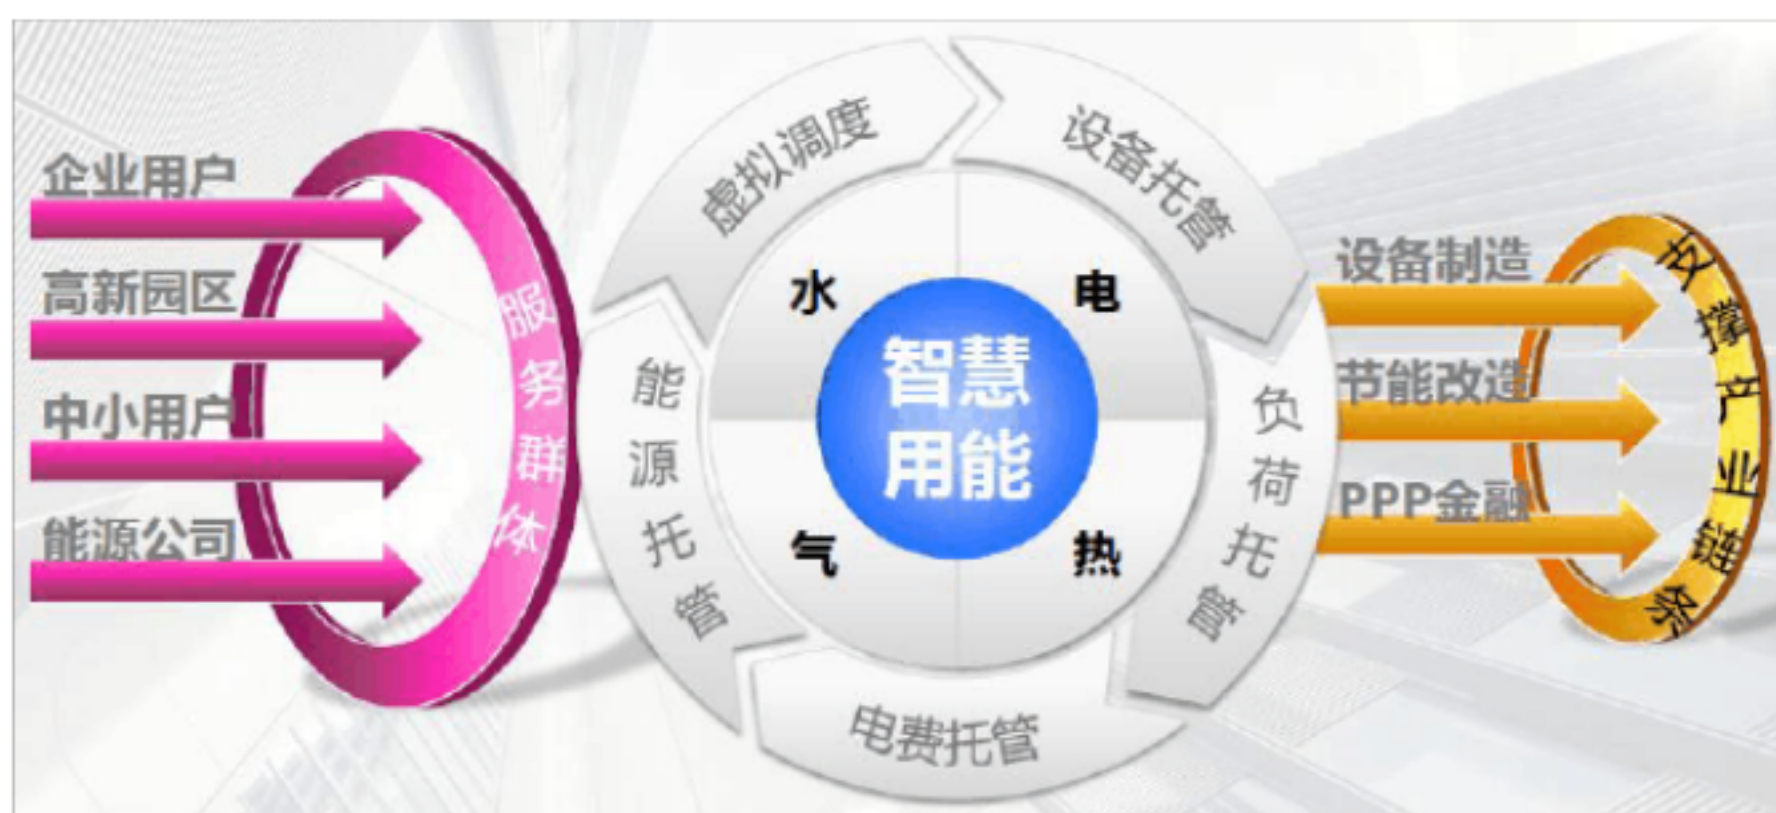 企业用户
高新园区
中小用户
能源公司
服务群体
虚拟调度
设备托管
负荷托管
电费托管
能源托管
水
电
气
热
智慧
用能
设备制造
节能改造
PPP金融
支撑产业链条